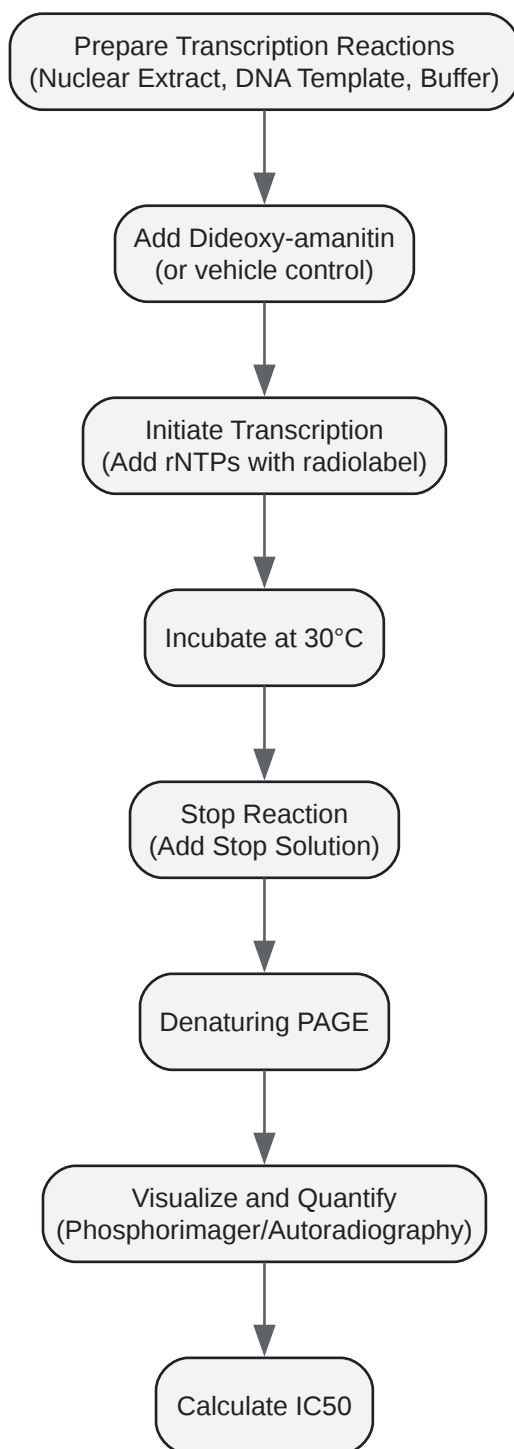 Prepare Transcription Reactions
(Nuclear Extract, DNA Template, Buffer)
Add Dideoxy-amanitin
(or vehicle control)
Initiate Transcription
(Add rNTPs with radiolabel)
Incubate at 30°C
Stop Reaction
(Add Stop Solution)
Denaturing PAGE
Visualize and Quantify
(Phosphorimager/Autoradiography)
Calculate IC50